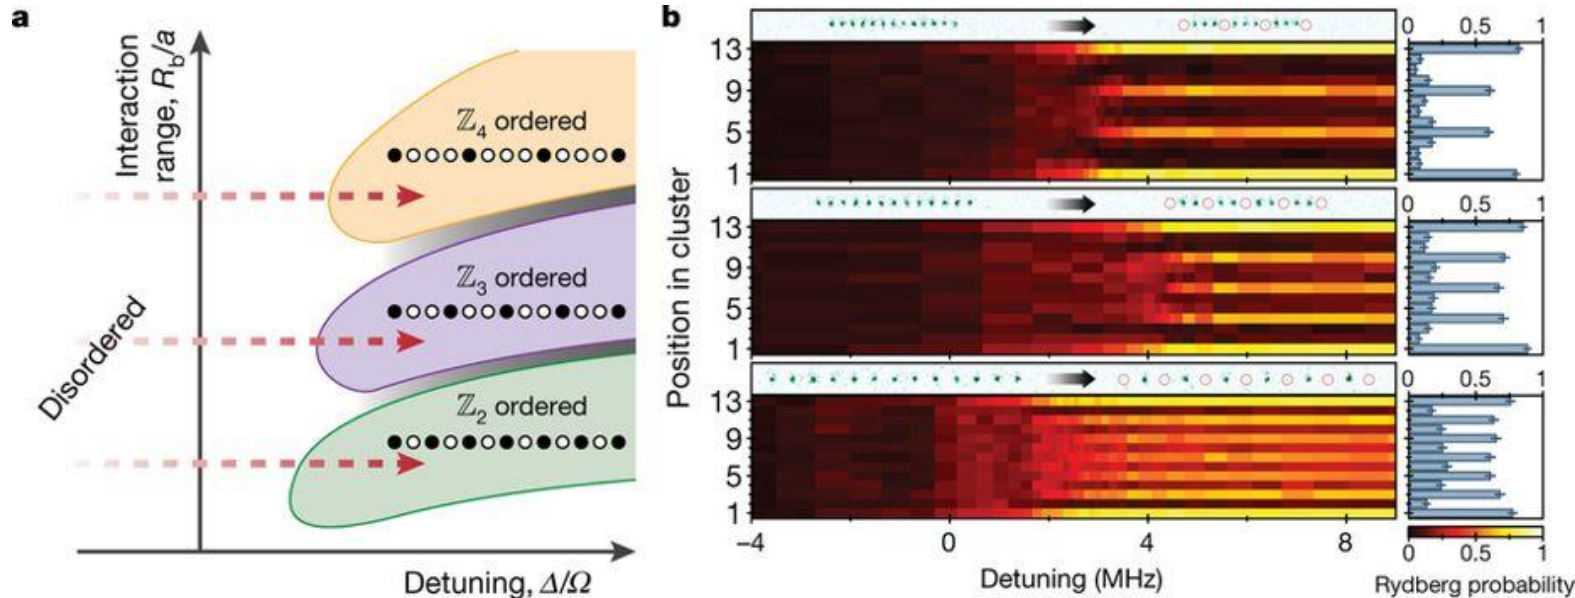 a
Interaction
range, R_b/a
ℤ₄ ordered
ℤ₃ ordered
ℤ₂ ordered
Disordered
Detuning, Δ/Ω
b
Position in cluster
13
9
5
1
13
9
5
1
13
9
5
1
−4 0 4 8
Detuning (MHz)
0 0.5 1
0 0.5 1
0 0.5 1
0 0.5 1
Rydberg probability